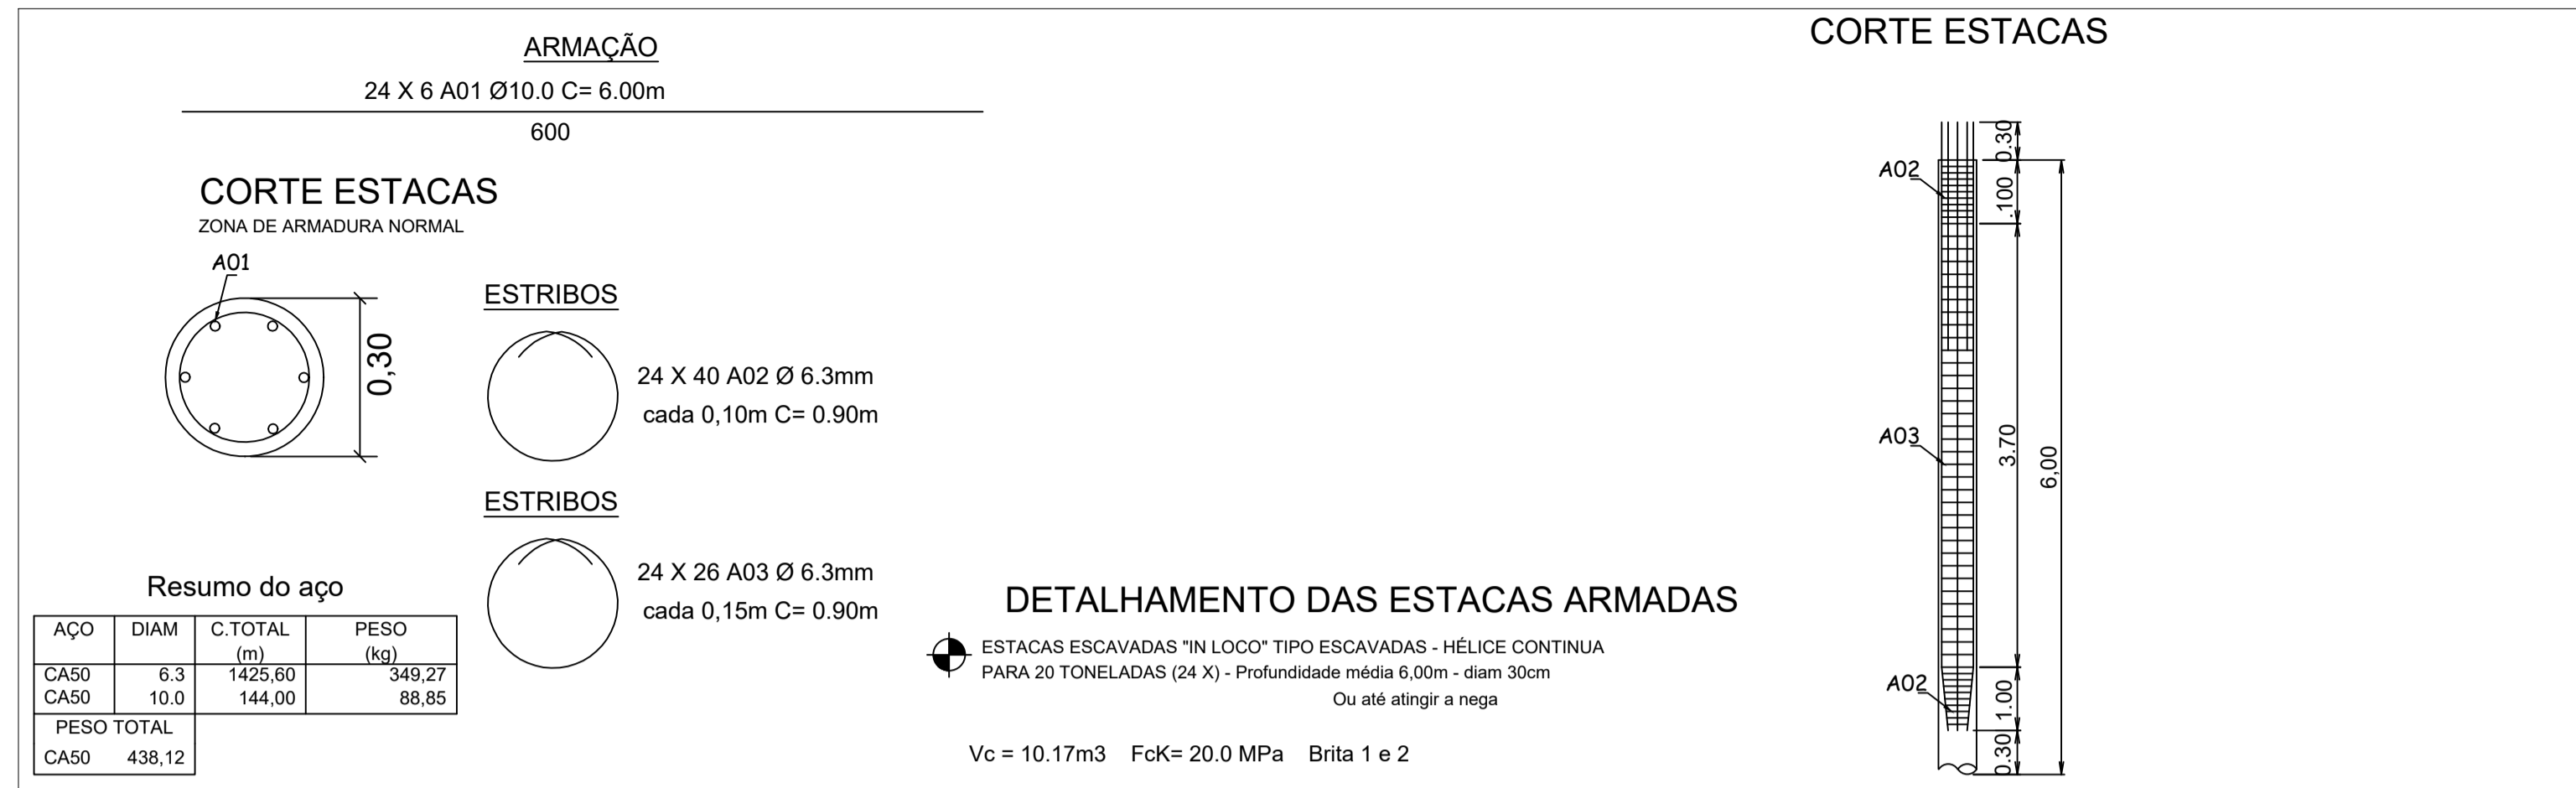 ARMAÇÃO
24 X 6 A01 Ø10.0 C= 6.00m
600
CORTE ESTACAS
ZONA DE ARMADURA NORMAL
A01
0,30
ESTRIBOS
24 X 40 A02 Ø 6.3mm
cada 0,10m C= 0.90m
ESTRIBOS
24 X 26 A03 Ø 6.3mm
cada 0,15m C= 0.90m
Resumo do aço
AÇO DIAM C.TOTAL PESO
(m) (kg)
CA50 6.3 1425,60 349,27
CA50 10.0 144,00 88,85
PESO TOTAL
CA50 438,12
DETALHAMENTO DAS ESTACAS ARMADAS
ESTACAS ESCAVADAS "IN LOCO" TIPO ESCAVADAS - HÉLICE CONTINUA
PARA 20 TONELADAS (24 X) - Profundidade média 6,00m - diam 30cm
Ou até atingir a nega
Vc = 10.17m3 FcK= 20.0 MPa Brita 1 e 2
CORTE ESTACAS
0.30
A02
.100
A03
3.70
6,00
A02
1.00
0.30